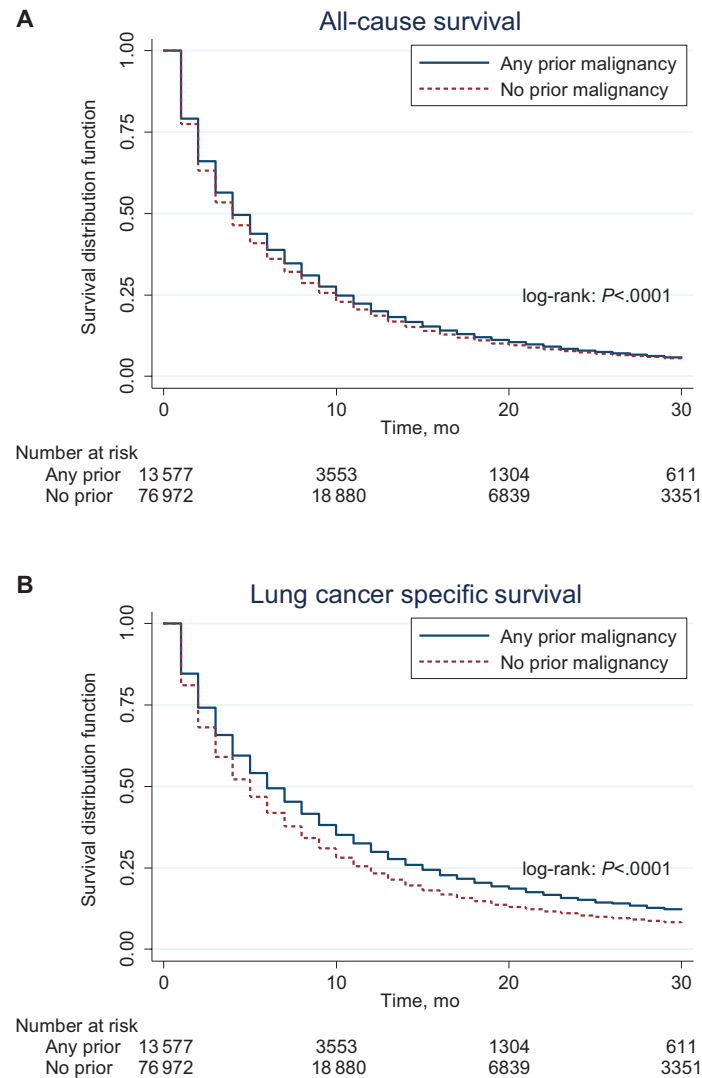 A
All-cause survival
Any prior malignancy
No prior malignancy
Survival distribution function
1.00
0.75
0.50
0.25
0.00
log-rank: P<.0001
0 10 20 30
Time, mo
Number at risk
Any prior 13 577 3553 1304 611
No prior 76 972 18 880 6839 3351
B
Lung cancer specific survival
Any prior malignancy
No prior malignancy
Survival distribution function
1.00
0.75
0.50
0.25
0.00
log-rank: P<.0001
0 10 20 30
Time, mo
Number at risk
Any prior 13 577 3553 1304 611
No prior 76 972 18 880 6839 3351